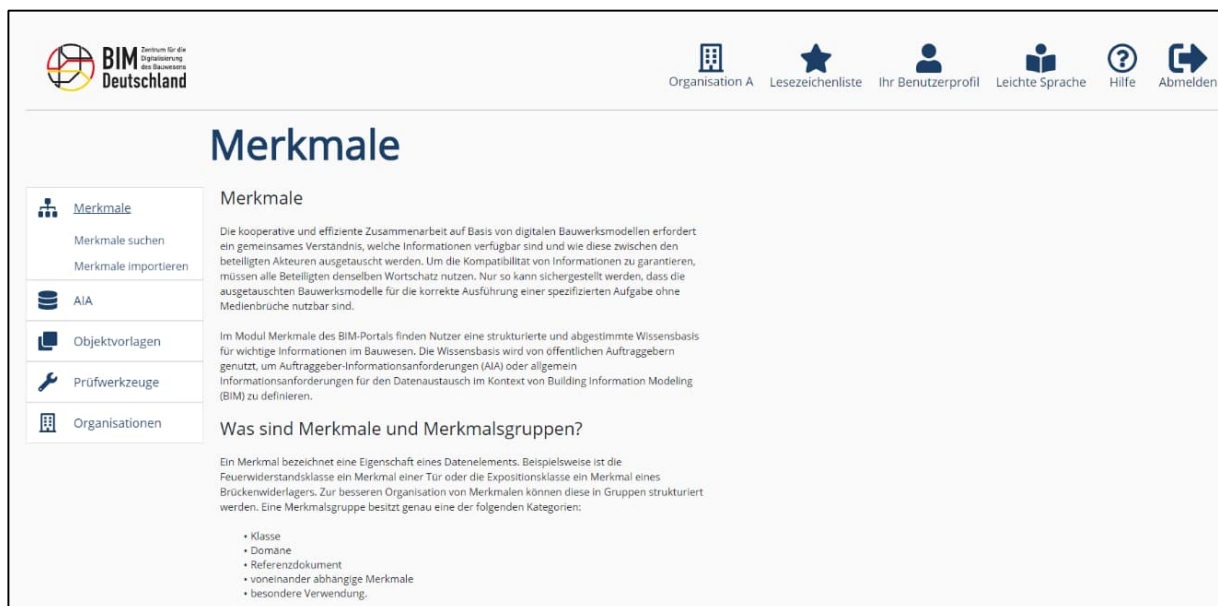 BIM Zentrum für die
Digitalisierung
des Bauwesens
Deutschland
Organisation A Lesezeichenliste Ihr Benutzerprofil Leichte Sprache Hilfe Abmelden
Merkmale
Merkmale
Merkmale suchen
Merkmale importieren
AIA
Objektvorlagen
Prüfwerkzeuge
Organisationen
Merkmale
Die kooperative und effiziente Zusammenarbeit auf Basis von digitalen Bauwerksmodellen erfordert
ein gemeinsames Verständnis, welche Informationen verfügbar sind und wie diese zwischen den
beteiligten Akteuren ausgetauscht werden. Um die Kompatibilität von Informationen zu garantieren,
müssen alle Beteiligten denselben Wortschatz nutzen. Nur so kann sichergestellt werden, dass die
ausgetauschten Bauwerksmodelle für die korrekte Ausführung einer spezifizierten Aufgabe ohne
Medienbrüche nutzbar sind.
Im Modul Merkmale des BIM-Portals finden Nutzer eine strukturierte und abgestimmte Wissensbasis
für wichtige Informationen im Bauwesen. Die Wissensbasis wird von öffentlichen Auftraggebern
genutzt, um Auftraggeber-Informationsanforderungen (AIA) oder allgemein
Informationsanforderungen für den Datenaustausch im Kontext von Building Information Modeling
(BIM) zu definieren.
Was sind Merkmale und Merkmalsgruppen?
Ein Merkmal bezeichnet eine Eigenschaft eines Datenelements. Beispielsweise ist die
Feuerwiderstandsklasse ein Merkmal einer Tür oder die Expositionsklasse ein Merkmal eines
Brückenwiderlagers. Zur besseren Organisation von Merkmalen können diese in Gruppen strukturiert
werden. Eine Merkmalsgruppe besitzt genau eine der folgenden Kategorien:
• Klasse
• Domäne
• Referenzdokument
• voneinander abhängige Merkmale
• besondere Verwendung.